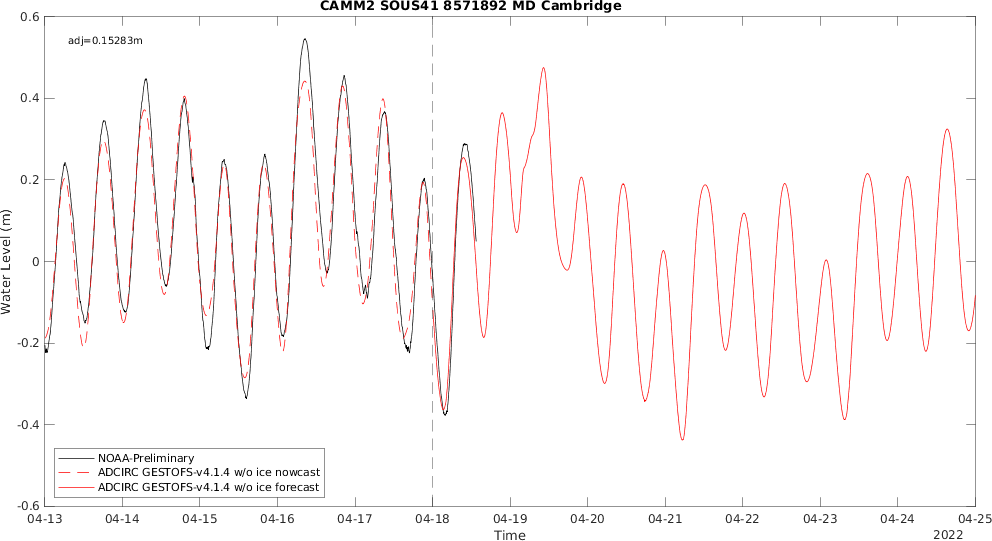 CAMM2 SOUS41 8571892 MD Cambridge
adj=0.15283m
0.6
0.4
0.2
0
-0.2
-0.4
-0.6
Water Level (m)
NOAA-Preliminary
ADCIRC GESTOFS-v4.1.4 w/o ice nowcast
ADCIRC GESTOFS-v4.1.4 w/o ice forecast
04-13 04-14 04-15 04-16 04-17 04-18 04-19 04-20 04-21 04-22 04-23 04-24 04-25
Time
2022